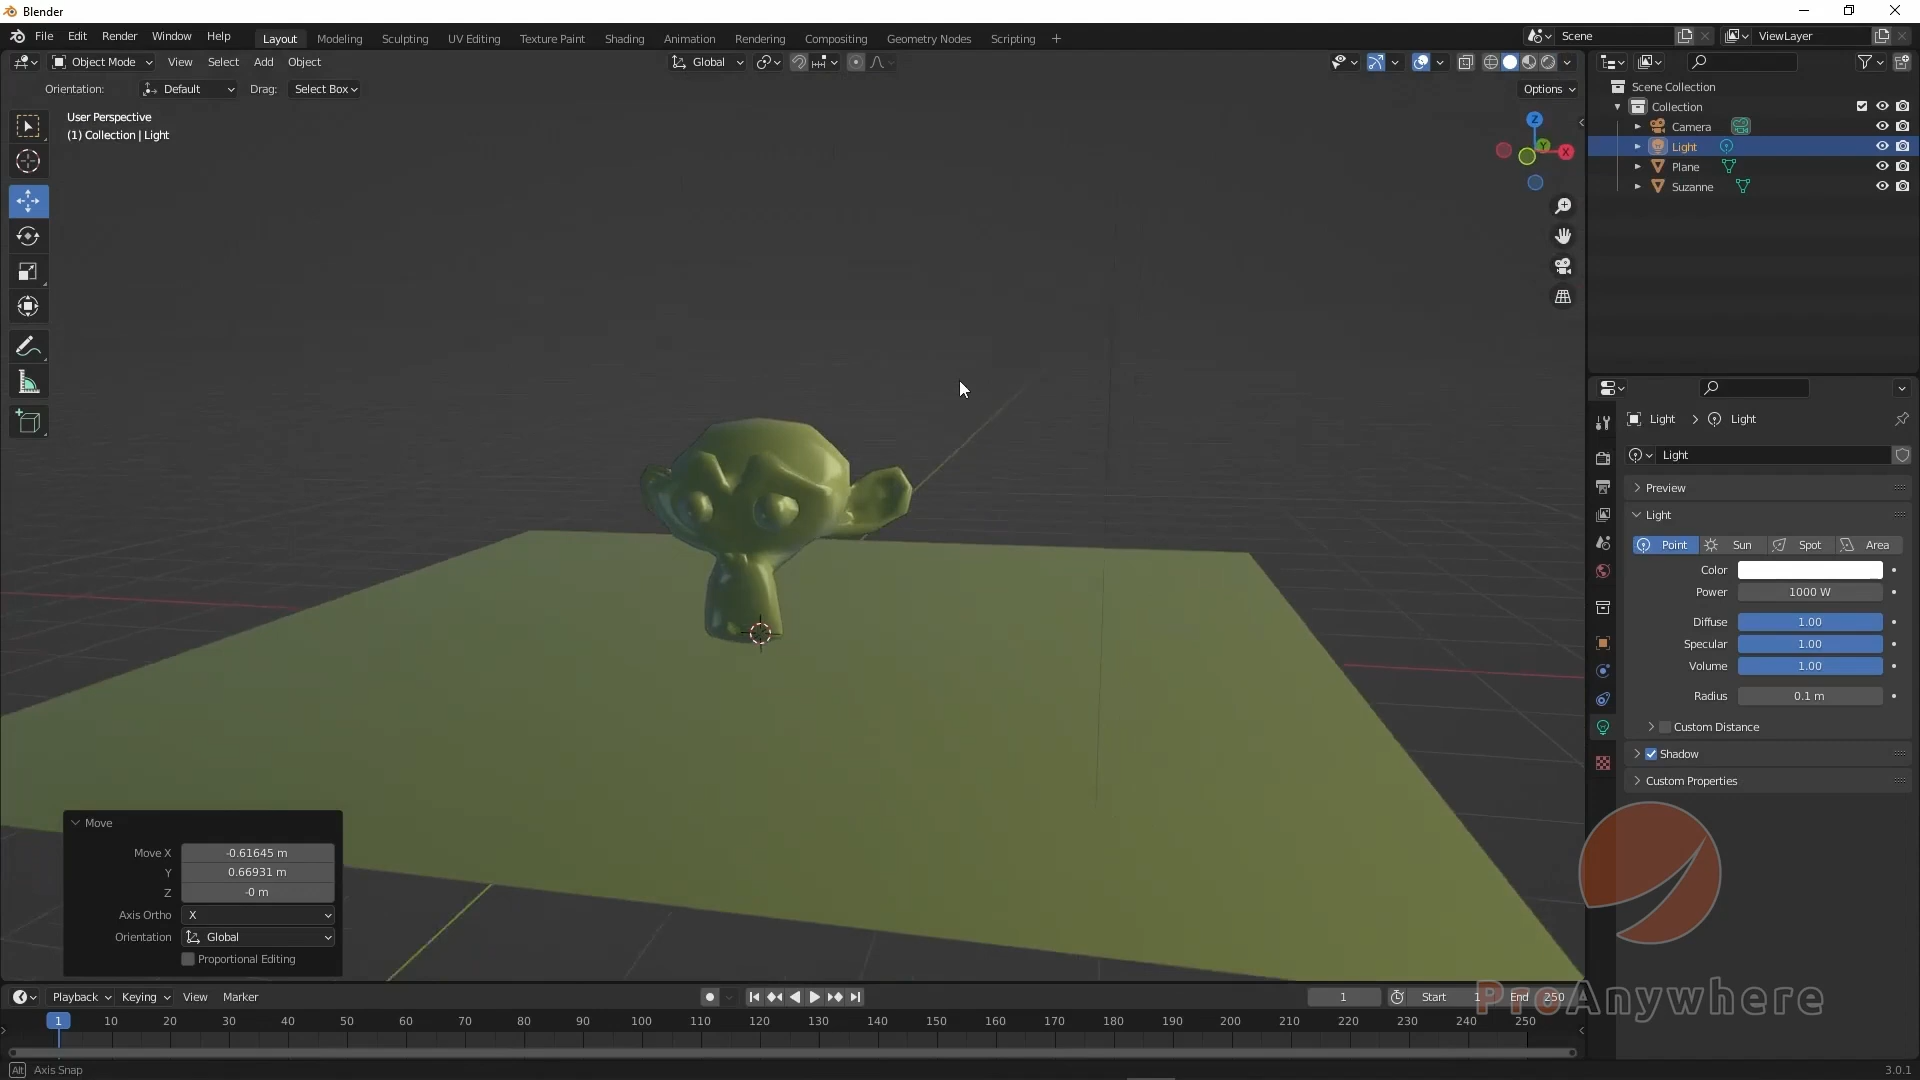 Blender
File Edit Render Window Help Layout Modeling Sculpting UV Editing Texture Paint Shading Animation Rendering Compositing Geometry Nodes Scripting + Scene ViewLayer
Object Mode View Select Add Object Global
Orientation: Default Drag: Select Box Options
User Perspective
(1) Collection | Light
Z
Y
X
Scene Collection
Collection
Camera
Light
Plane
Suzanne
Light > Light
Light
Preview
Light
Point Sun Spot Area
Color
Power 1000 W
Diffuse 1.00
Specular 1.00
Volume 1.00
Radius 0.1 m
Custom Distance
Shadow
Custom Properties
Move
Move X -0.61645 m
Y 0.66931 m
Z -0 m
Axis Ortho X
Orientation Global
Proportional Editing
Playback Keying View Marker 1 Start 1 End 250
ProAnywhere
1 10 20 30 40 50 60 70 80 90 100 110 120 130 140 150 160 170 180 190 200 210 220 230 240 250
Alt Axis Snap 3.0.1